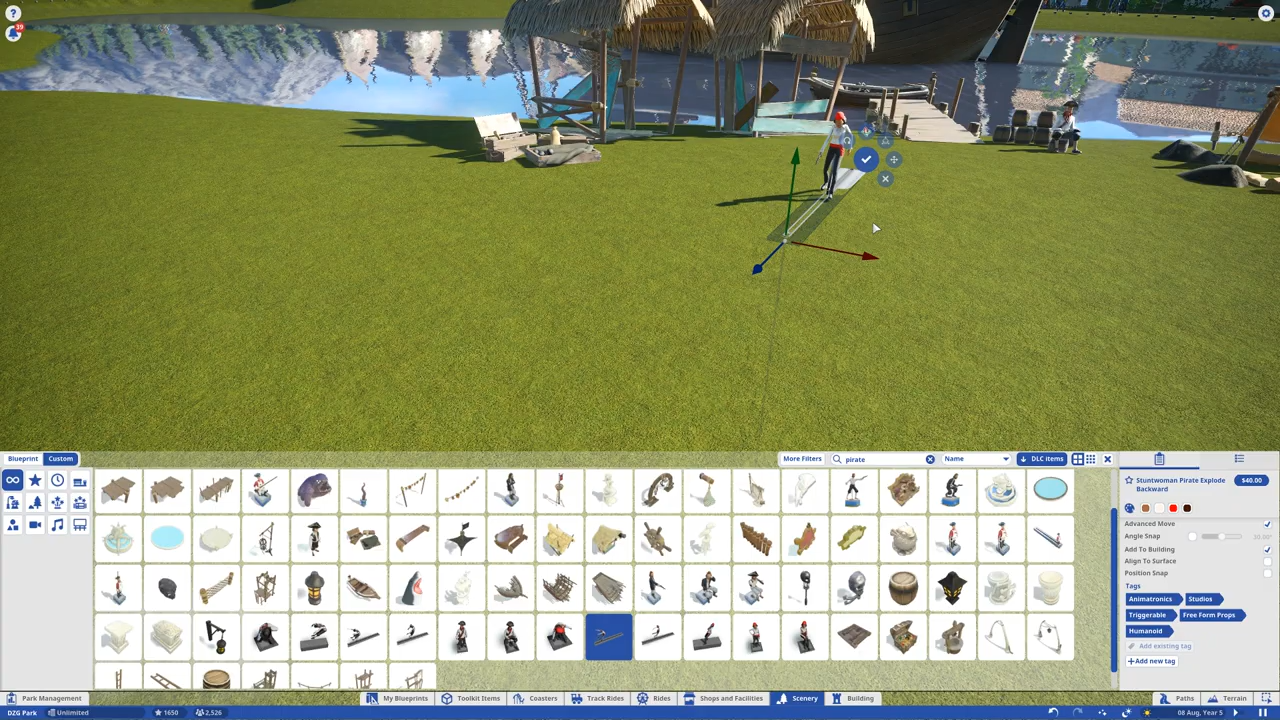 ?
39
Blueprint Custom
More Filters pirate Name DLC items
Stuntwoman Pirate Explode Backward $40.00
Advanced Move
Angle Snap 30.00°
Add To Building
Align To Surface
Position Snap
Tags
Animatronics Studios
Triggerable Free Form Props
Humanoid
Add existing tag
+Add new tag
Park Management My Blueprints Toolkit Items Coasters Track Rides Rides Shops and Facilities Scenery Building Paths Terrain
DZG Park Unlimited 1650 2,526 08 Aug, Year 5